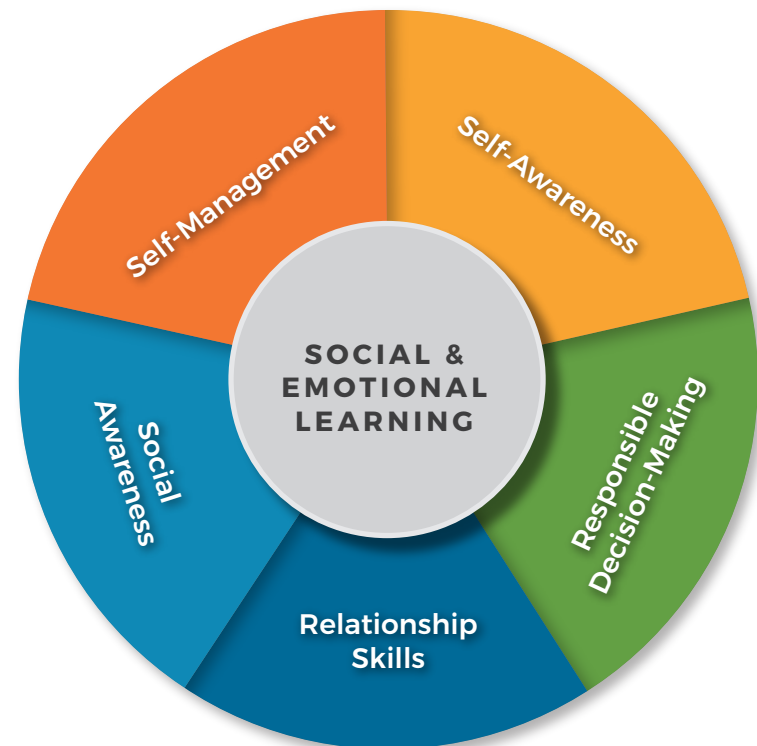 Self-Management
Self-Awareness
SOCIAL &
EMOTIONAL
LEARNING
Social
Awareness
Responsible
Decision-Making
Relationship
Skills